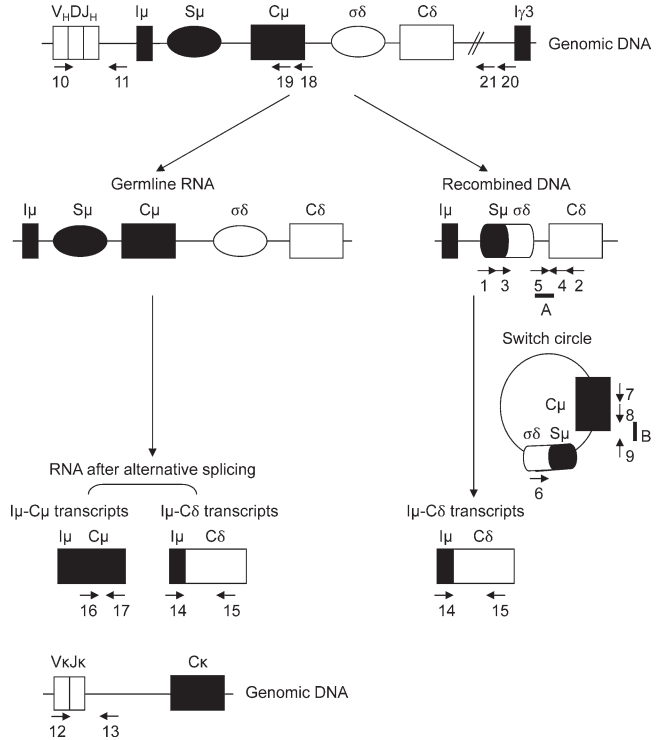 VHDJH Iμ Sμ Cμ σδ Cδ Iγ3
Genomic DNA
10 11 19 18 21 20
Germline RNA Recombined DNA
Iμ Sμ Cμ σδ Cδ Iμ Sμ σδ Cδ
1 3 5 4 2
A
Switch circle
Cμ 7
8
B
σδ Sμ 9
6
RNA after alternative splicing
Iμ-Cμ transcripts Iμ-Cδ transcripts Iμ-Cδ transcripts
Iμ Cμ Iμ Cδ Iμ Cδ
16 17 14 15 14 15
VκJκ Cκ
Genomic DNA
12 13